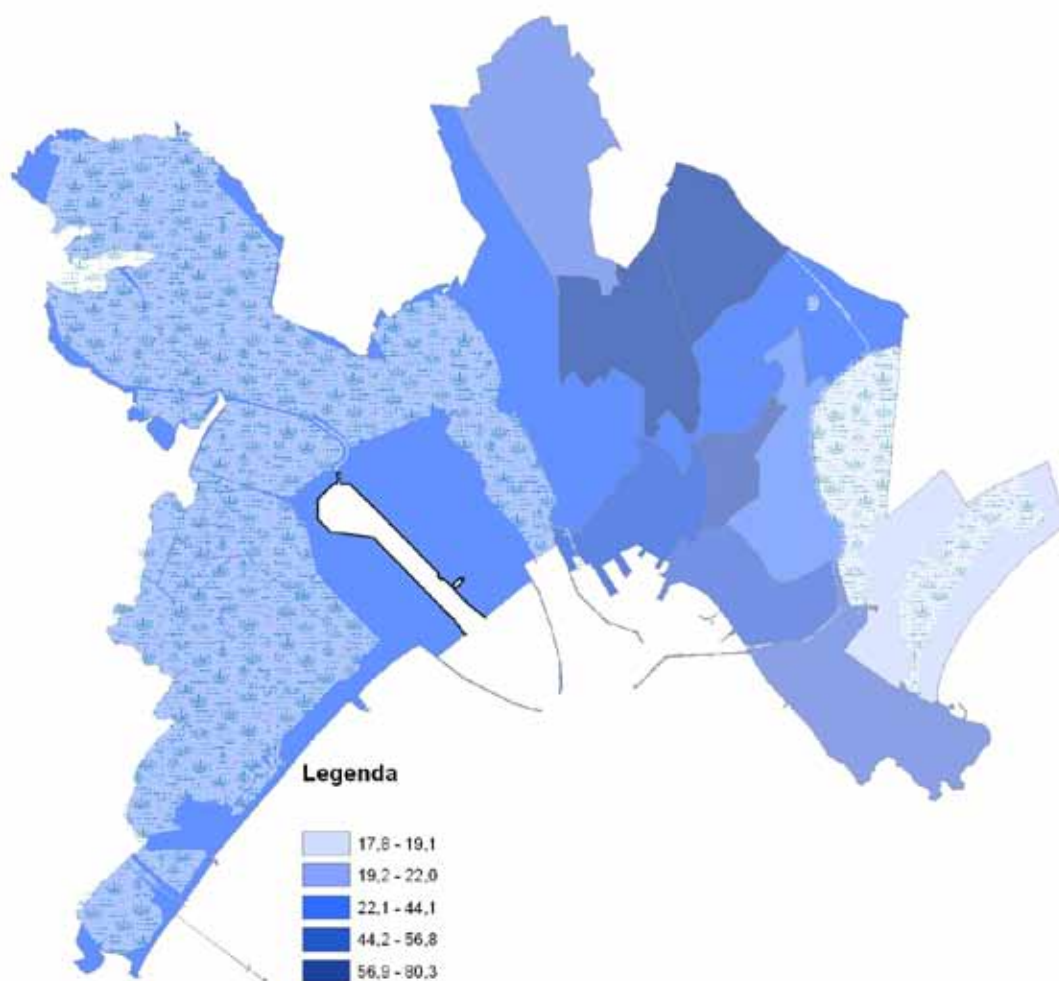 Legenda
17,8 - 19,1
19,2 - 22,0
22,1 - 44,1
44,2 - 56,8
56,9 - 80,3